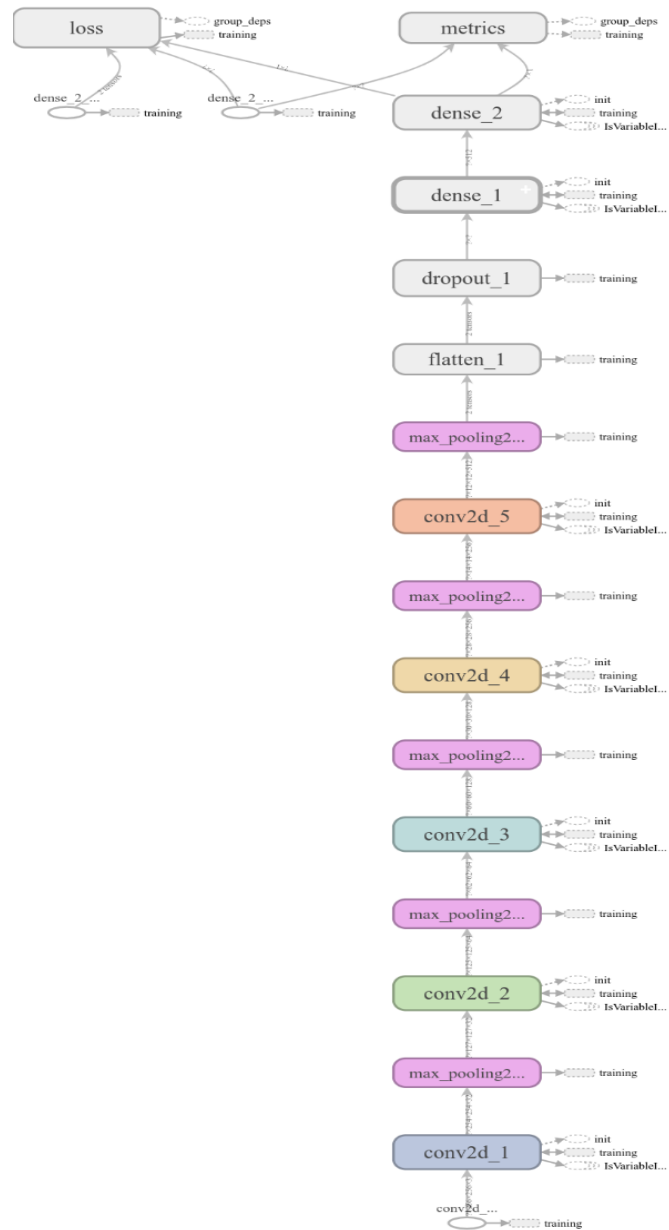 loss
group_deps
training
metrics
group_deps
training
dense_2_...
training
dense_2_...
training
dense_2
init
training
IsVariableI...
dense_1
init
training
IsVariableI...
dropout_1
training
flatten_1
training
max_pooling2...
training
conv2d_5
init
training
IsVariableI...
max_pooling2...
training
conv2d_4
init
training
IsVariableI...
max_pooling2...
training
conv2d_3
init
training
IsVariableI...
max_pooling2...
training
conv2d_2
init
training
IsVariableI...
max_pooling2...
training
conv2d_1
init
training
IsVariableI...
conv2d_...
training